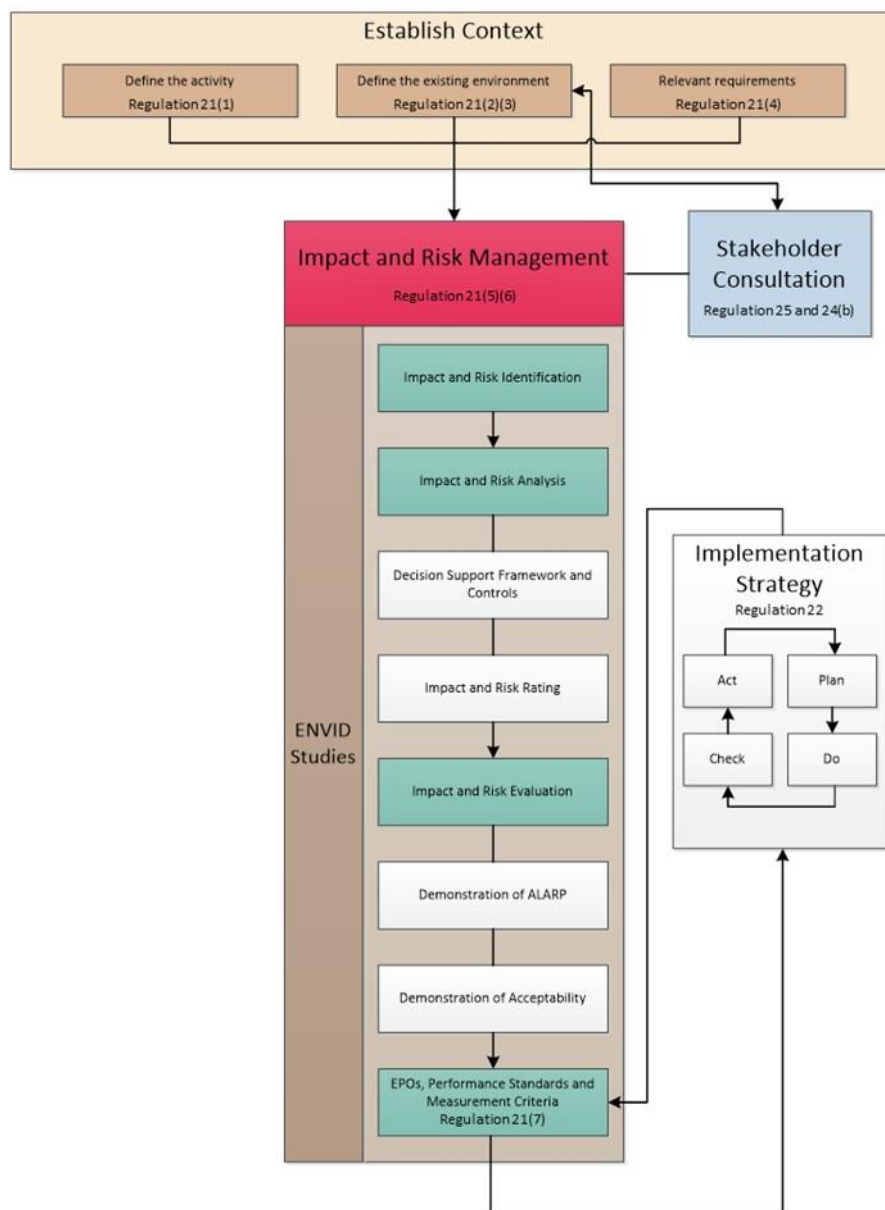 Establish Context
Define the activity
Regulation 21(1)
Define the existing environment
Regulation 21(2)(3)
Relevant requirements
Regulation 21(4)
Impact and Risk Management
Regulation 21(5)(6)
Stakeholder
Consultation
Regulation 25 and 24(b)
ENVID
Studies
Impact and Risk Identification
Impact and Risk Analysis
Decision Support Framework and
Controls
Impact and Risk Rating
Impact and Risk Evaluation
Demonstration of ALARP
Demonstration of Acceptability
EPOs, Performance Standards and
Measurement Criteria
Regulation 21(7)
Implementation
Strategy
Regulation 22
Act
Plan
Check
Do